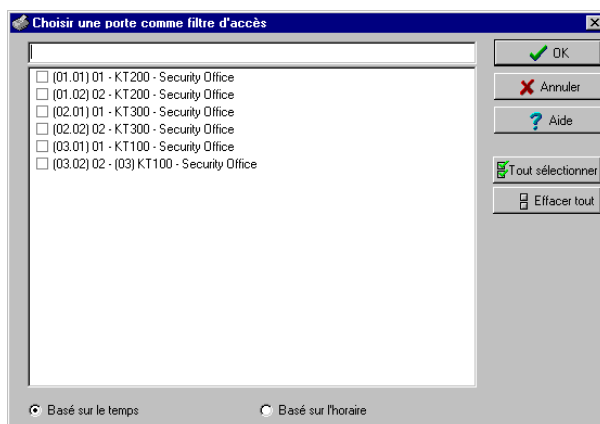 Choisir une porte comme filtre d'accès
OK
(01.01) 01 - KT200 - Security Office
(01.02) 02 - KT200 - Security Office
(02.01) 01 - KT300 - Security Office
(02.02) 02 - KT300 - Security Office
(03.01) 01 - KT100 - Security Office
(03.02) 02 - (03) KT100 - Security Office
Annuler
Aide
Tout sélectionner
Effacer tout
Basé sur le temps
Basé sur l'horaire